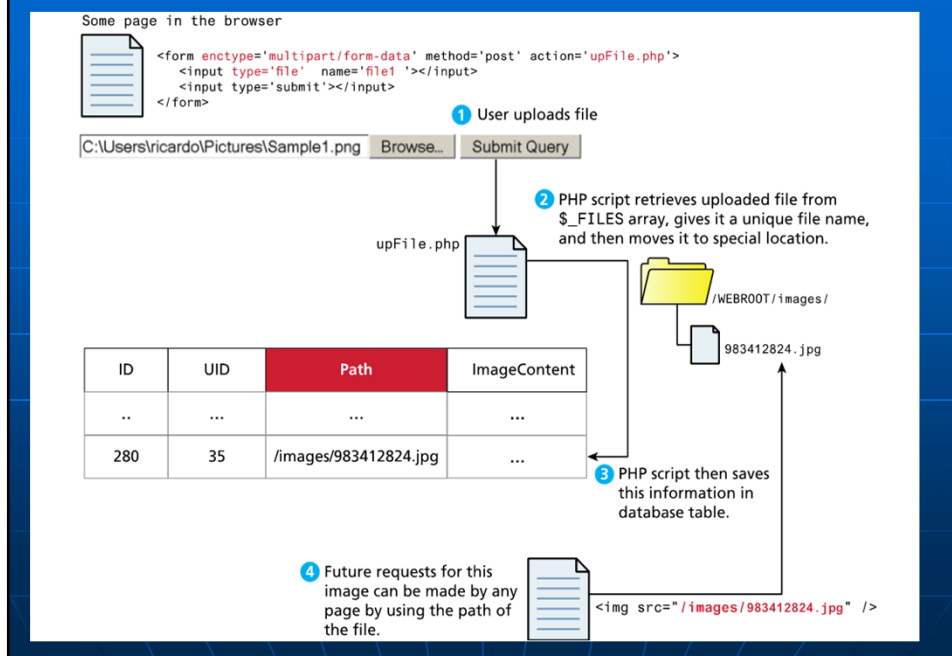 Some page in the browser
<form enctype='multipart/form-data' method='post' action='upFile.php'>
<input type='file' name='file1 '></input>
<input type='submit'></input>
</form>
1 User uploads file
C:\Users\ricardo\Pictures\Sample1.png Browse... Submit Query
2 PHP script retrieves uploaded file from
$_FILES array, gives it a unique file name,
and then moves it to special location.
upFile.php
/WEBROOT/images/
983412824.jpg
ID UID Path ImageContent
.. ... ... ...
280 35 /images/983412824.jpg ...
3 PHP script then saves
this information in
database table.
4 Future requests for this
image can be made by any
page by using the path of
the file.
<img src="/images/983412824.jpg" />